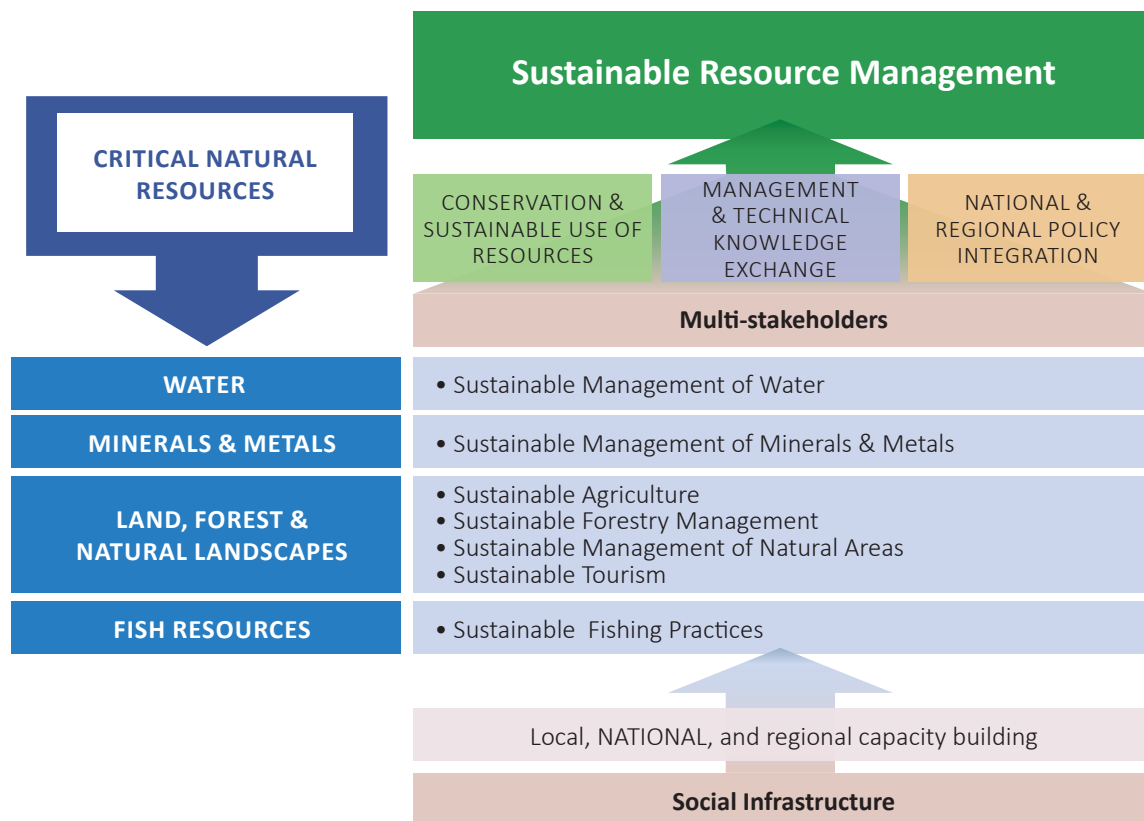 Sustainable Resource Management
CRITICAL NATURAL
RESOURCES
CONSERVATION &
SUSTAINABLE USE OF
RESOURCES
MANAGEMENT
& TECHNICAL
KNOWLEDGE
EXCHANGE
NATIONAL &
REGIONAL POLICY
INTEGRATION
Multi-stakeholders
WATER
• Sustainable Management of Water
MINERALS & METALS
• Sustainable Management of Minerals & Metals
LAND, FOREST &
NATURAL LANDSCAPES
• Sustainable Agriculture
• Sustainable Forestry Management
• Sustainable Management of Natural Areas
• Sustainable Tourism
FISH RESOURCES
• Sustainable  Fishing Practices
Local, NATIONAL, and regional capacity building
Social Infrastructure